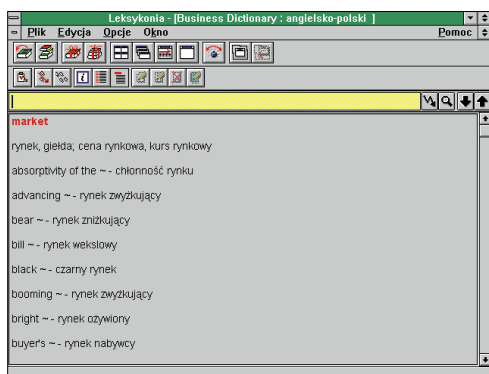 Leksykonia - [Business Dictionary : angielsko-polski ]
Plik Edycja Opcje Okno Pomoc
market
rynek, giełda; cena rynkowa, kurs rynkowy
absorptivity of the ~ - chłonność rynku
advancing ~ - rynek zwyżkujący
bear ~ - rynek zniżkujący
bill ~ - rynek wekslowy
black ~ - czarny rynek
booming ~ - rynek zwyżkujący
bright ~ - rynek ożywiony
buyer's ~ - rynek nabywcy